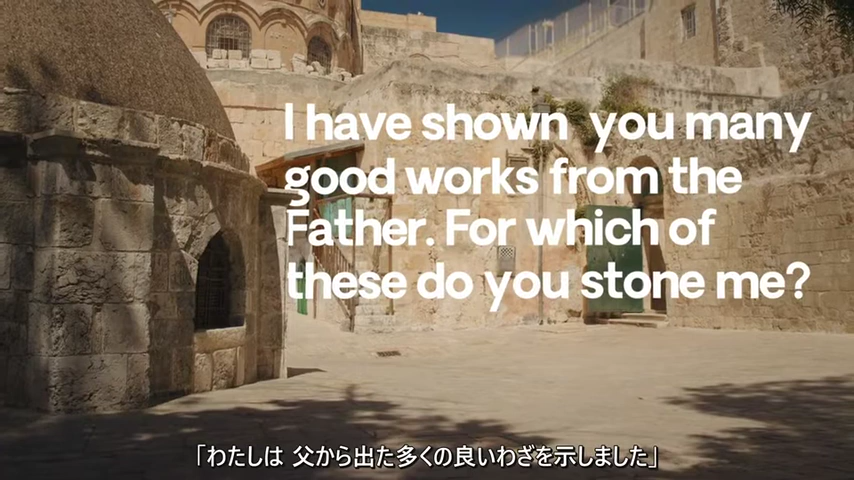 I have shown you many
good works from the
Father. For which of
these do you stone me?
「わたしは 父から出た多くの良いわざを示しました」